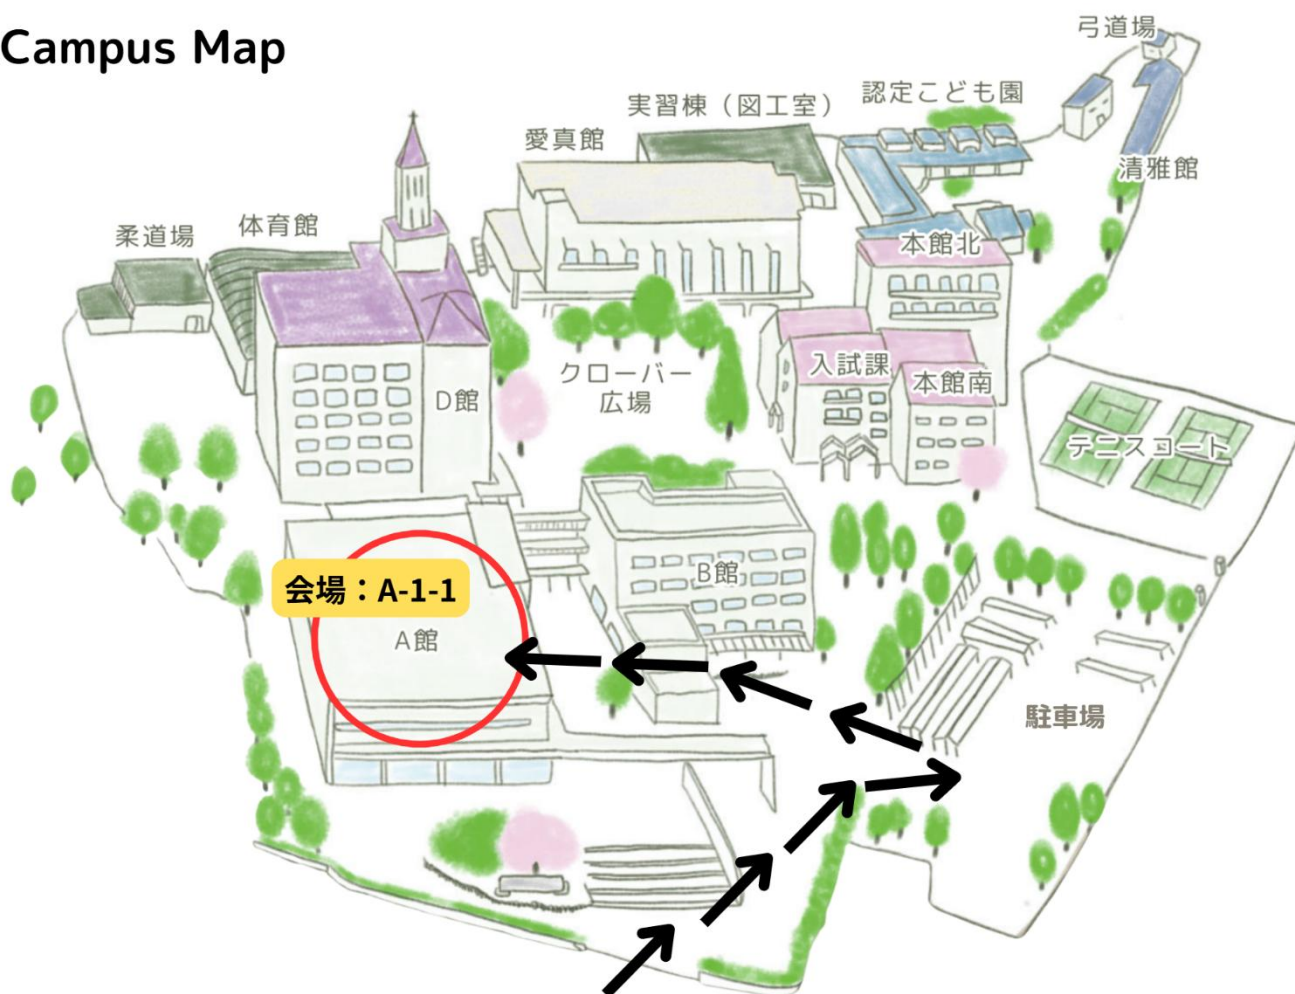 Campus Map
弓道場
実習棟（図工室）
認定こども園
愛真館
清雅館
体育館
柔道場
本館北
クローバー
広場
入試課
本館南
D館
テニスコート
会場：A-1-1
B館
A館
駐車場